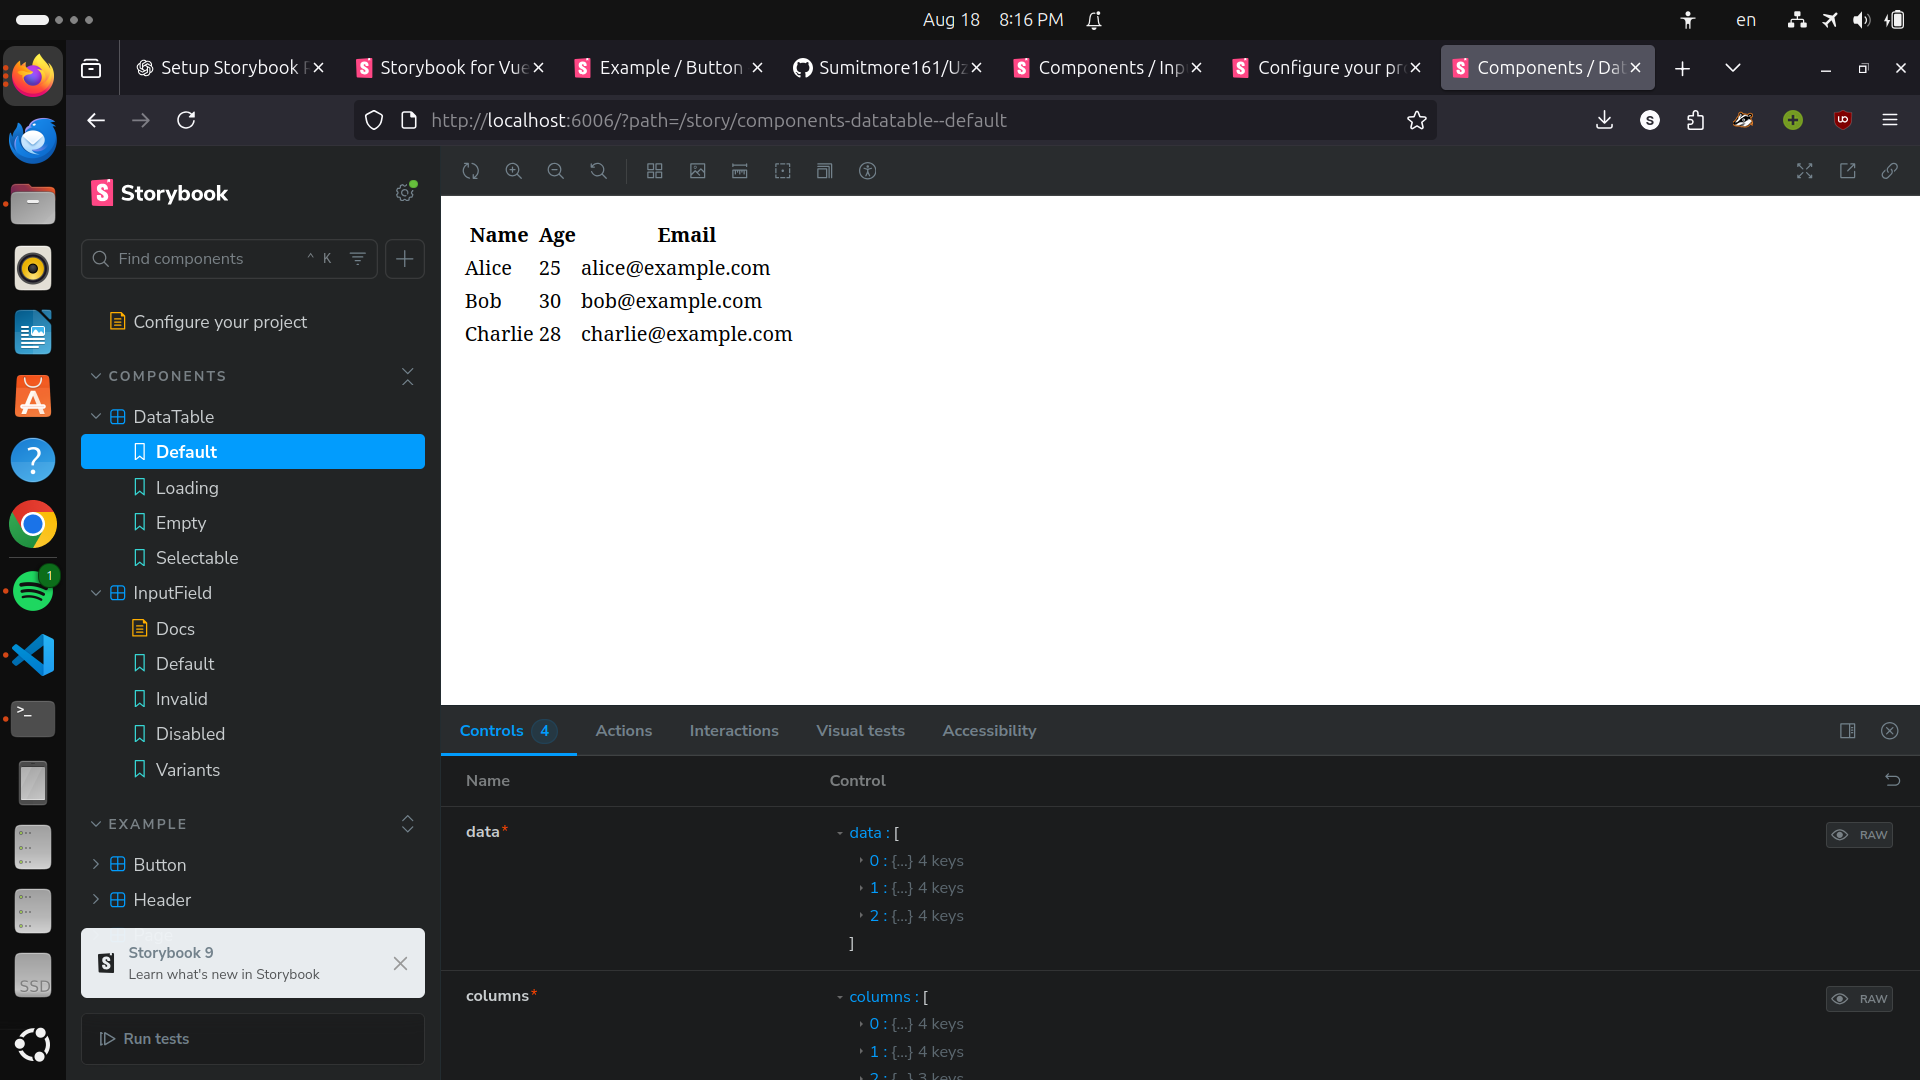 Aug 18 8:16 PM
en
Setup Storybook
Storybook for Vue
Example / Button
Sumitmore161/Uz
Components / Inp
Configure your pr
Components / Dat
http://localhost:6006/?path=/story/components-datatable--default
S
uo
Storybook
Find components
^ K
Configure your project
COMPONENTS
DataTable
Default
Loading
Empty
Selectable
InputField
Docs
Default
Invalid
Disabled
Variants
EXAMPLE
Button
Header
Storybook 9
Learn what's new in Storybook
Run tests
1
SSD
Name Age Email
Alice 25 alice@example.com
Bob 30 bob@example.com
Charlie 28 charlie@example.com
Controls 4 Actions Interactions Visual tests Accessibility
Name Control
data* data : [ RAW
0 : {...} 4 keys
1 : {...} 4 keys
2 : {...} 4 keys
]
columns* columns : [ RAW
0 : {...} 4 keys
1 : {...} 4 keys
2 : {...} 3 keys